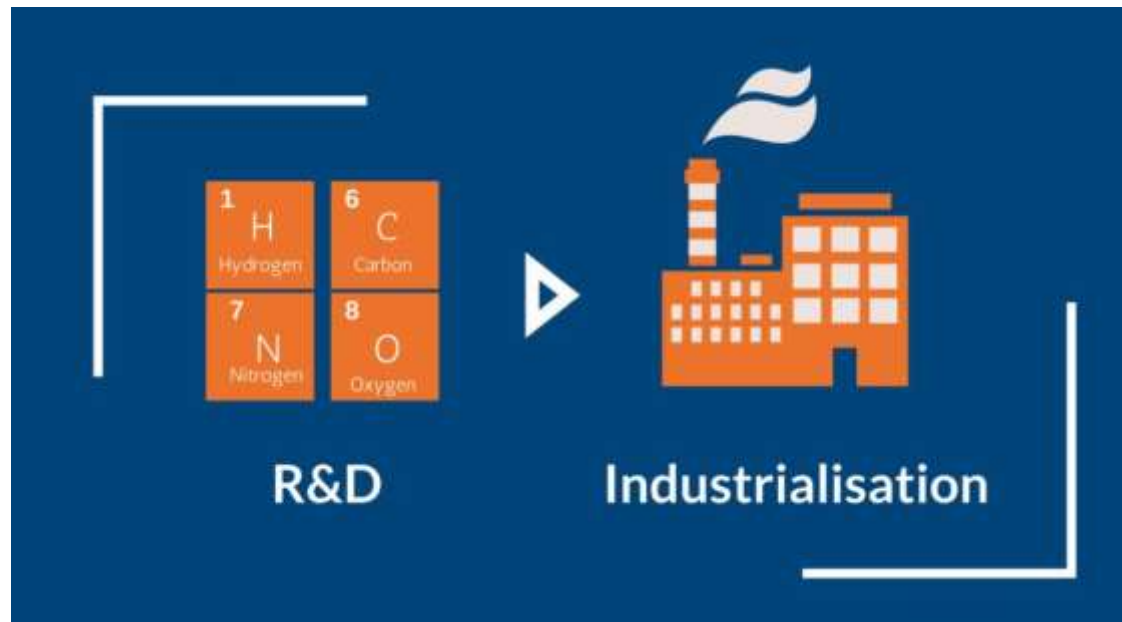 1
H
Hydrogen
6
C
Carbon
7
N
Nitrogen
8
O
Oxygen
R&D
Industrialisation